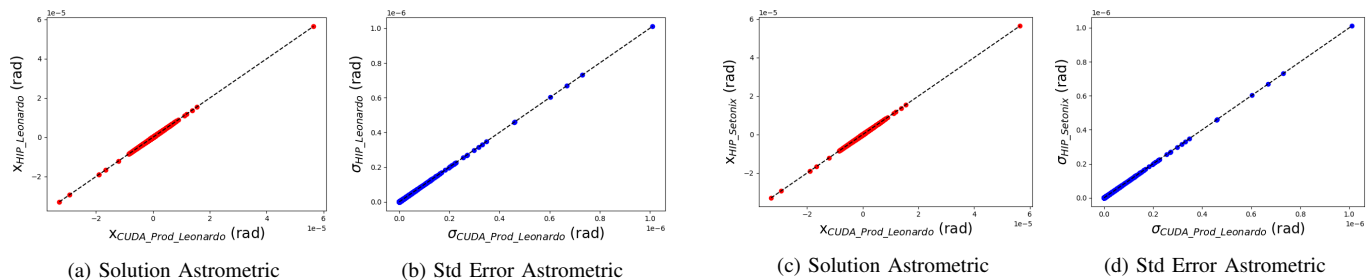 1e−5
6
4
2
0
−2
x_HIP_Leonardo (rad)
−2 0 2 4 6
1e−5
x_CUDA_Prod_Leonardo (rad)
(a) Solution Astrometric
1e−6
1.0
0.8
0.6
0.4
0.2
0.0
σ_HIP_Leonardo (rad)
0.0 0.2 0.4 0.6 0.8 1.0
1e−6
σ_CUDA_Prod_Leonardo (rad)
(b) Std Error Astrometric
1e−5
6
4
2
0
−2
x_HIP_Setonix (rad)
−2 0 2 4 6
1e−5
x_CUDA_Prod_Leonardo (rad)
(c) Solution Astrometric
1e−6
1.0
0.8
0.6
0.4
0.2
0.0
σ_HIP_Setonix (rad)
0.0 0.2 0.4 0.6 0.8 1.0
1e−6
σ_CUDA_Prod_Leonardo (rad)
(d) Std Error Astrometric